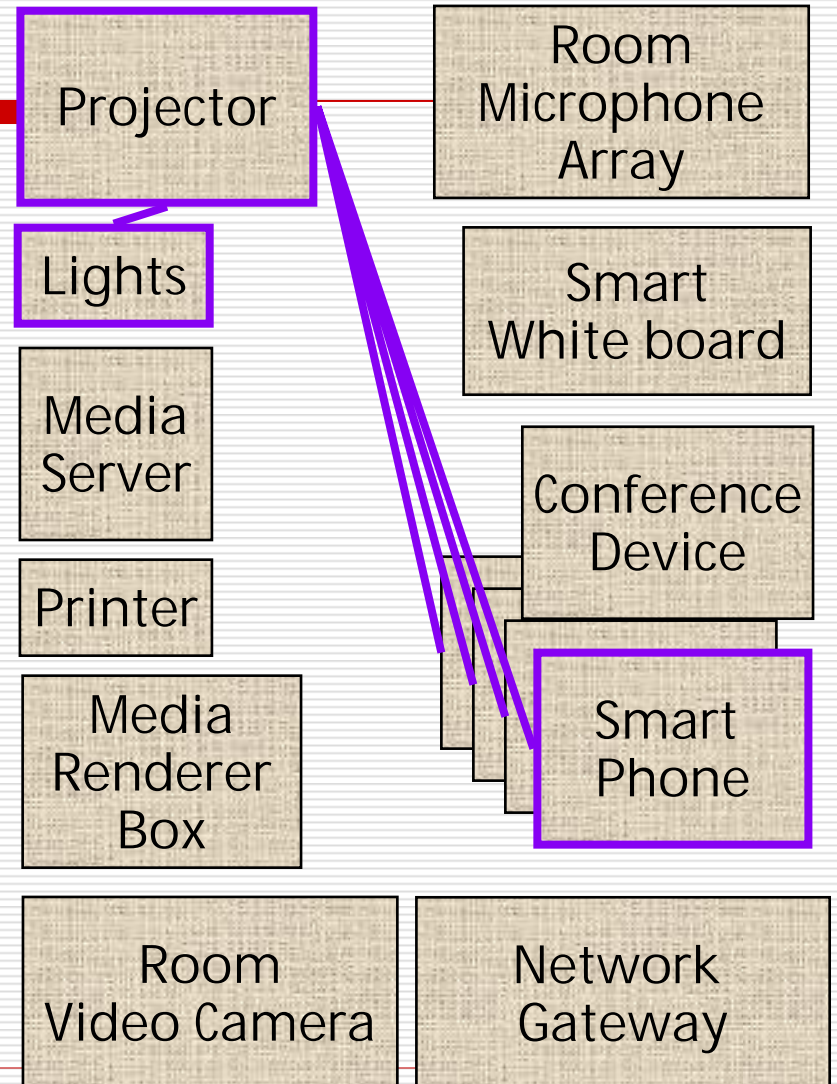 Projector
Room
Microphone
Array
Lights
Smart
White board
Media
Server
Conference
Device
Printer
Smart
Phone
Media
Renderer
Box
Room
Video Camera
Network
Gateway